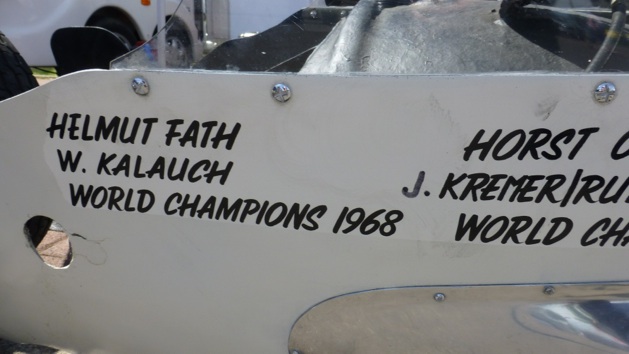 HELMUT FATH
W. KALAUCH
WORLD CHAMPIONS 1968
HORST
J. KREMER/
WORLD